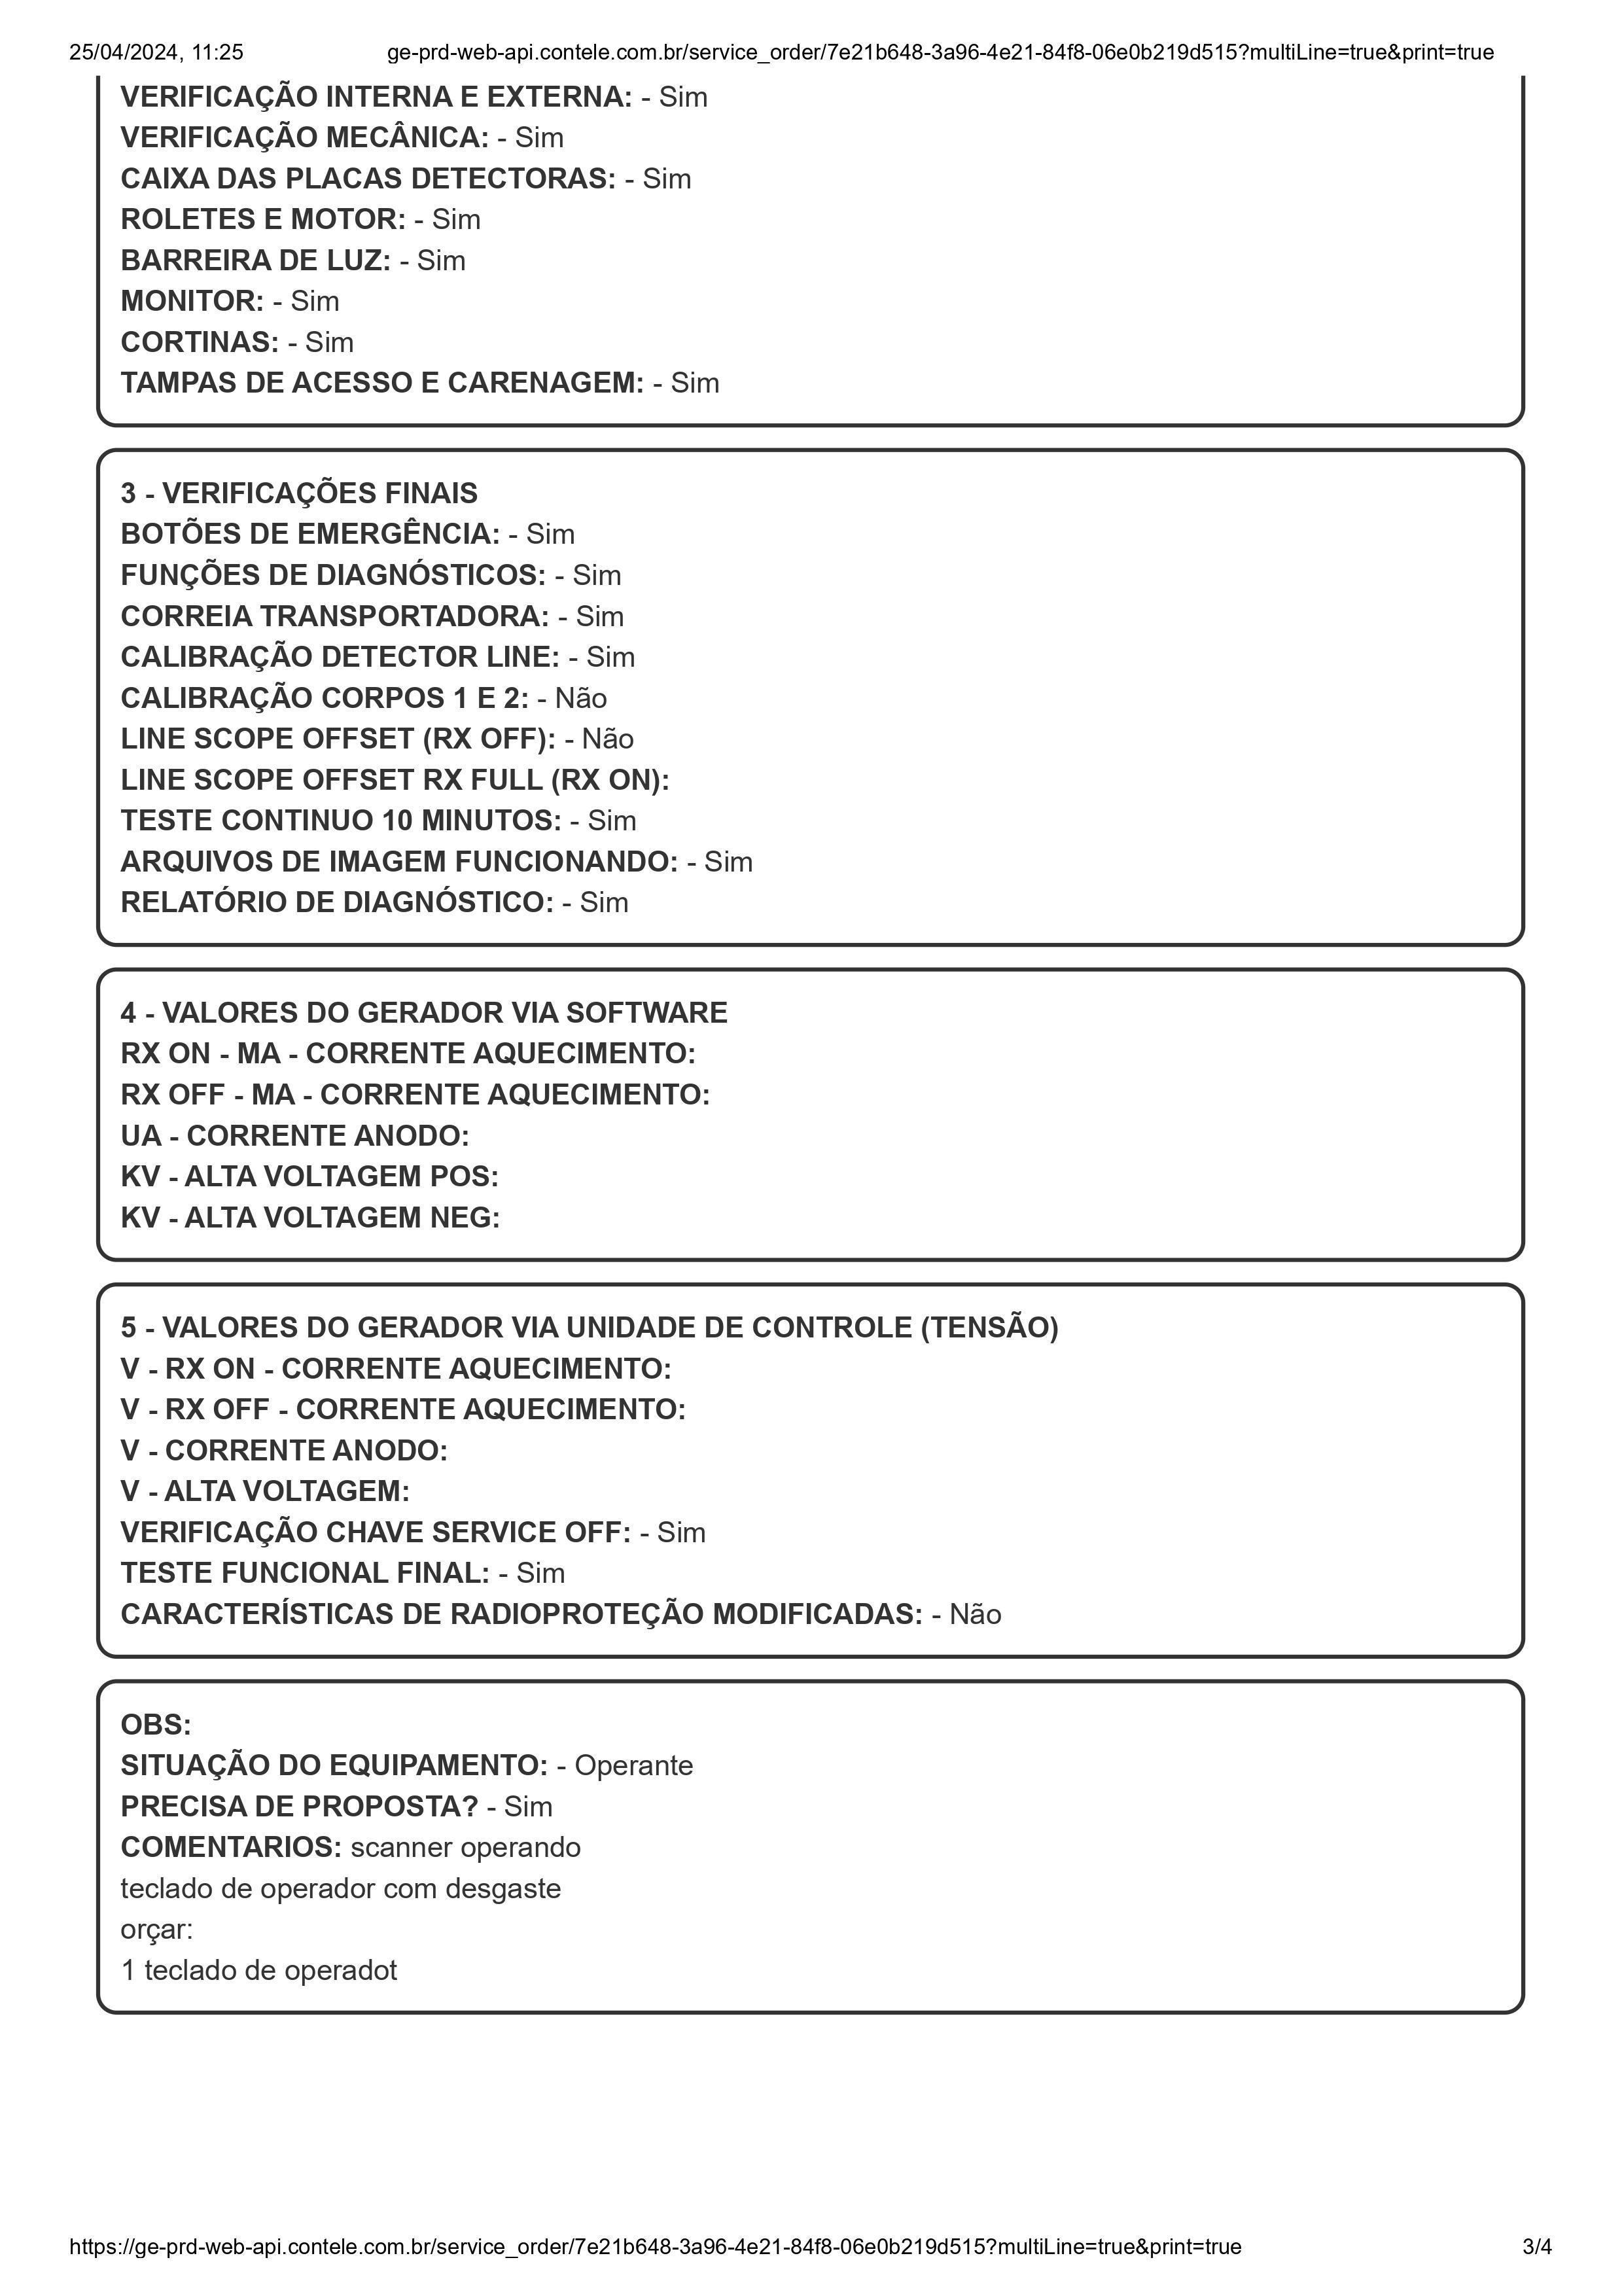 25/04/2024, 11:25 ge-prd-web-api.contele.com.br/service_order/7e21b648-3a96-4e21-84f8-06e0b219d515?multiLine=true&print=true
VERIFICAÇÃO INTERNA E EXTERNA: - Sim
VERIFICAÇÃO MECÂNICA: - Sim
CAIXA DAS PLACAS DETECTORAS: - Sim
ROLETES E MOTOR: - Sim
BARREIRA DE LUZ: - Sim
MONITOR: - Sim
CORTINAS: - Sim
TAMPAS DE ACESSO E CARENAGEM: - Sim
3 - VERIFICAÇÕES FINAIS
BOTÕES DE EMERGÊNCIA: - Sim
FUNÇÕES DE DIAGNÓSTICOS: - Sim
CORREIA TRANSPORTADORA: - Sim
CALIBRAÇÃO DETECTOR LINE: - Sim
CALIBRAÇÃO CORPOS 1 E 2: - Não
LINE SCOPE OFFSET (RX OFF): - Não
LINE SCOPE OFFSET RX FULL (RX ON):
TESTE CONTINUO 10 MINUTOS: - Sim
ARQUIVOS DE IMAGEM FUNCIONANDO: - Sim
RELATÓRIO DE DIAGNÓSTICO: - Sim
4 - VALORES DO GERADOR VIA SOFTWARE
RX ON - MA - CORRENTE AQUECIMENTO:
RX OFF - MA - CORRENTE AQUECIMENTO:
UA - CORRENTE ANODO:
KV - ALTA VOLTAGEM POS:
KV - ALTA VOLTAGEM NEG:
5 - VALORES DO GERADOR VIA UNIDADE DE CONTROLE (TENSÃO)
V - RX ON - CORRENTE AQUECIMENTO:
V - RX OFF - CORRENTE AQUECIMENTO:
V - CORRENTE ANODO:
V - ALTA VOLTAGEM:
VERIFICAÇÃO CHAVE SERVICE OFF: - Sim
TESTE FUNCIONAL FINAL: - Sim
CARACTERÍSTICAS DE RADIOPROTEÇÃO MODIFICADAS: - Não
OBS:
SITUAÇÃO DO EQUIPAMENTO: - Operante
PRECISA DE PROPOSTA? - Sim
COMENTARIOS: scanner operando
teclado de operador com desgaste
orçar:
1 teclado de operadot
https://ge-prd-web-api.contele.com.br/service_order/7e21b648-3a96-4e21-84f8-06e0b219d515?multiLine=true&print=true 3/4